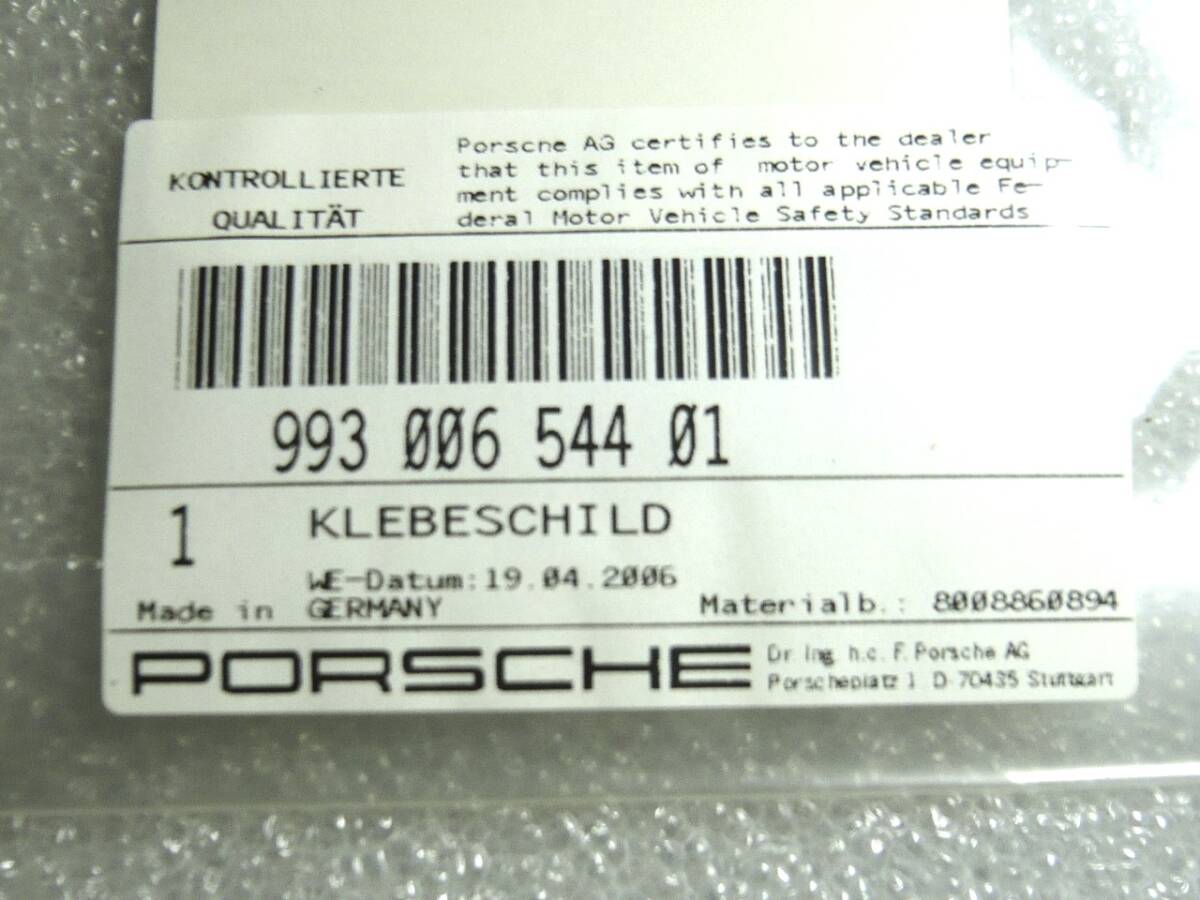 KONTROLLIERTE
QUALITÄT
Porsche AG certifies to the dealer
that this item of motor vehicle equip-
ment complies with all applicable Fe-
deral Motor Vehicle Safety Standards
993 006 544 01
1 KLEBESCHILD
WE-Datum:19.04.2006
Made in GERMANY Materialb.: 8008860894
PORSCHE
Dr Ing h.c. F. Porsche AG
Porscheplatz 1 D-70435 Stuttgart